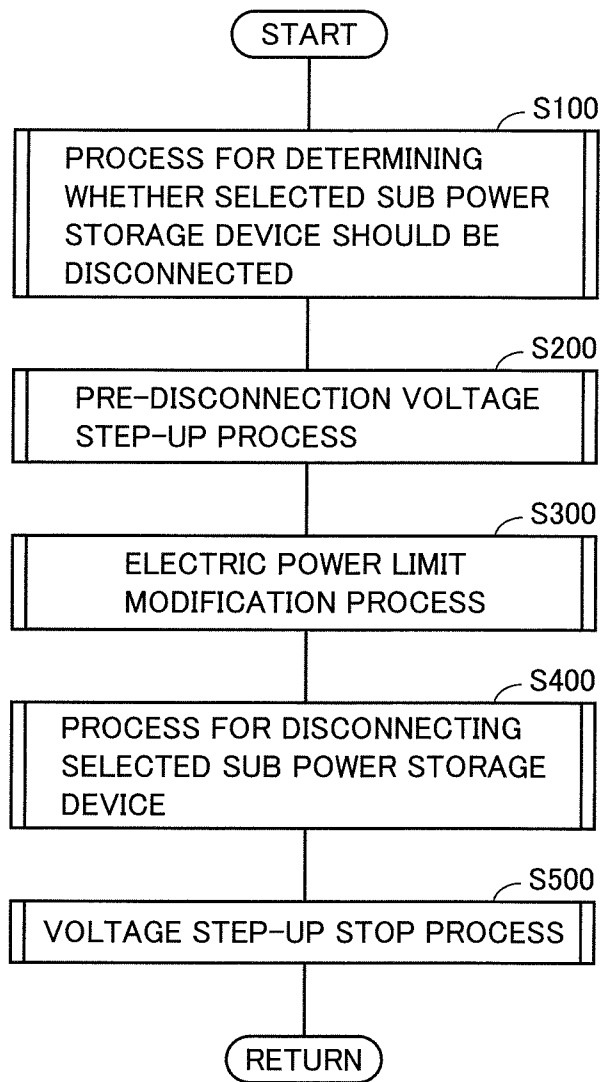 START
S100
PROCESS FOR DETERMINING
WHETHER SELECTED SUB POWER
STORAGE DEVICE SHOULD BE
DISCONNECTED
S200
PRE-DISCONNECTION VOLTAGE
STEP-UP PROCESS
S300
ELECTRIC POWER LIMIT
MODIFICATION PROCESS
S400
PROCESS FOR DISCONNECTING
SELECTED SUB POWER STORAGE
DEVICE
S500
VOLTAGE STEP-UP STOP PROCESS
RETURN